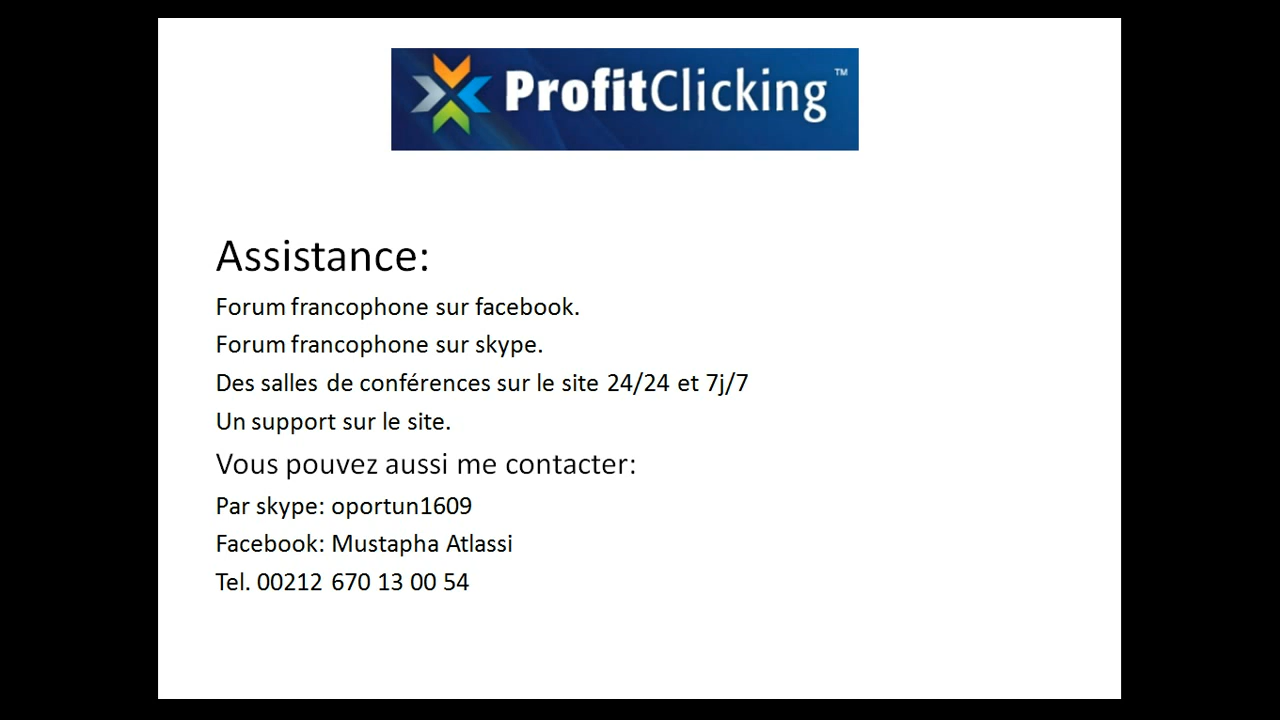 ProfitClicking™
Assistance:
Forum francophone sur facebook.
Forum francophone sur skype.
Des salles de conférences sur le site 24/24 et 7j/7
Un support sur le site.
Vous pouvez aussi me contacter:
Par skype: oportun1609
Facebook: Mustapha Atlassi
Tel. 00212 670 13 00 54